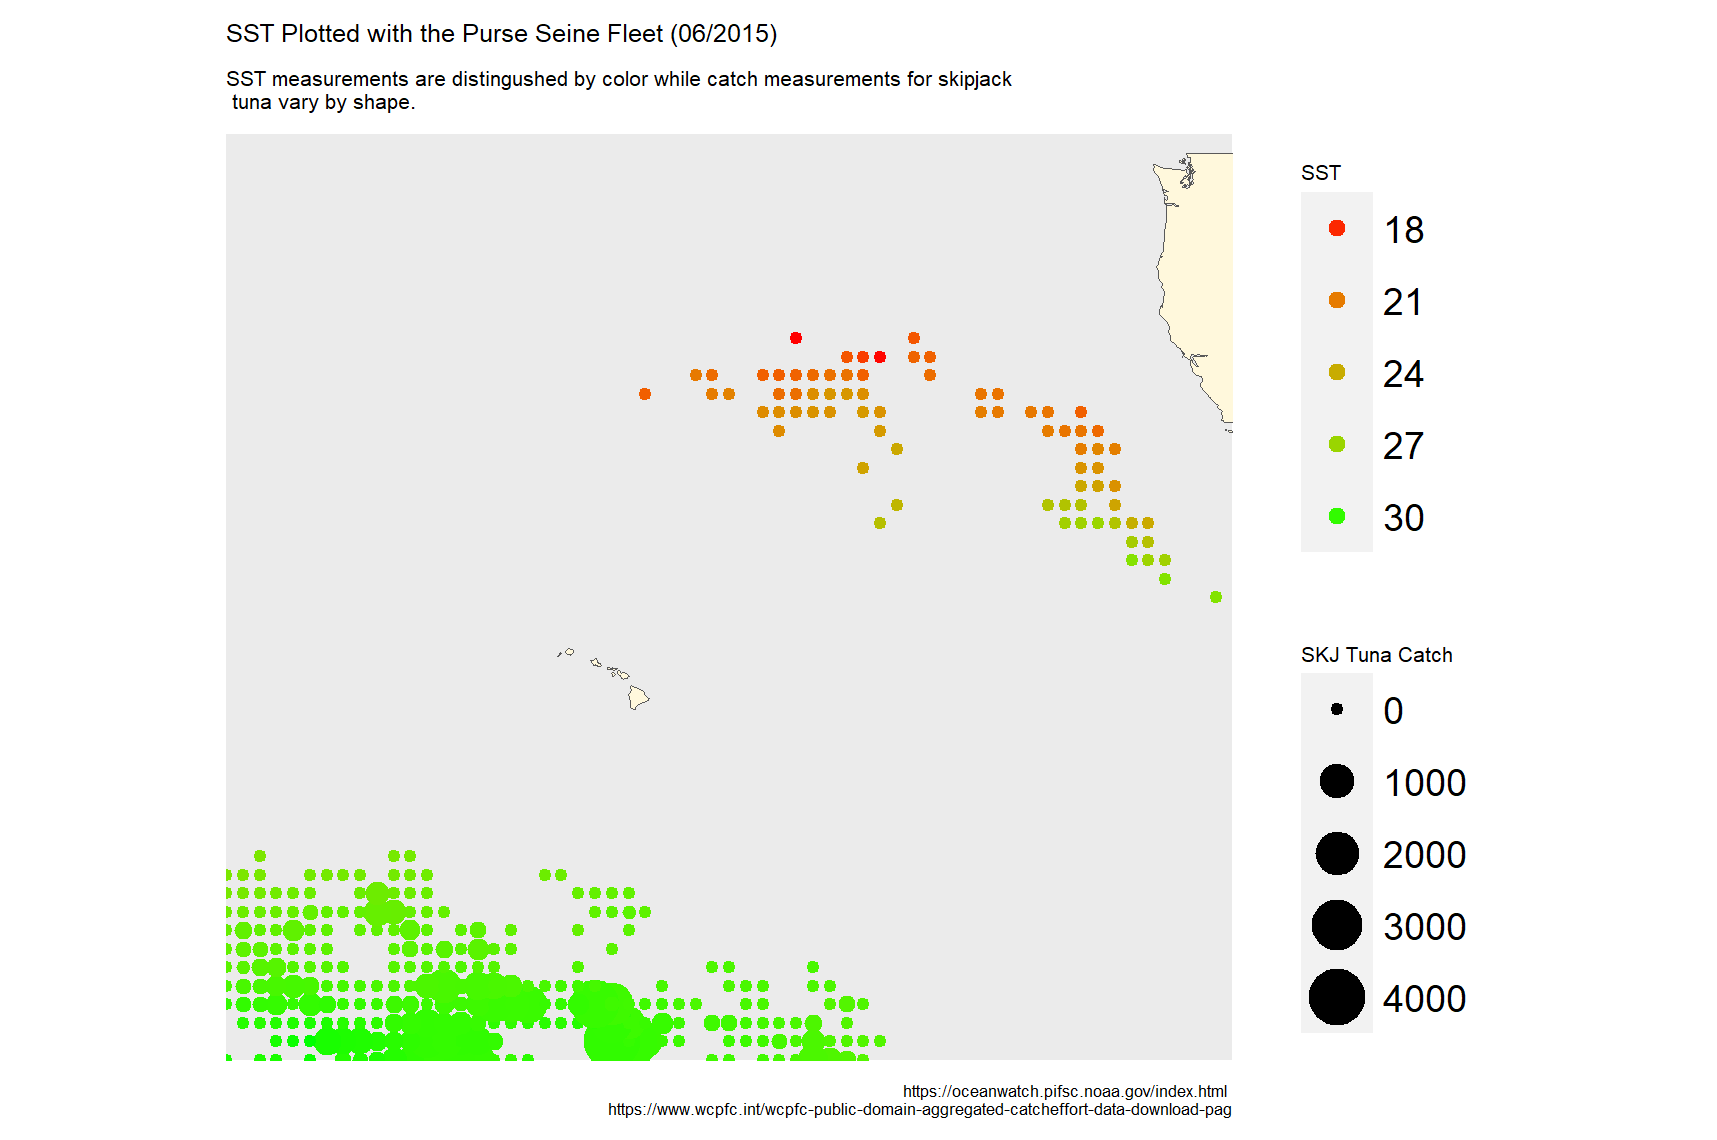 SST Plotted with the Purse Seine Fleet (06/2015)
SST measurements are distingushed by color while catch measurements for skipjack
tuna vary by shape.
SST
18
21
24
27
30
SKJ Tuna Catch
0
1000
2000
3000
4000
https://oceanwatch.pifsc.noaa.gov/index.html
https://www.wcpfc.int/wcpfc-public-domain-aggregated-catcheffort-data-download-pag